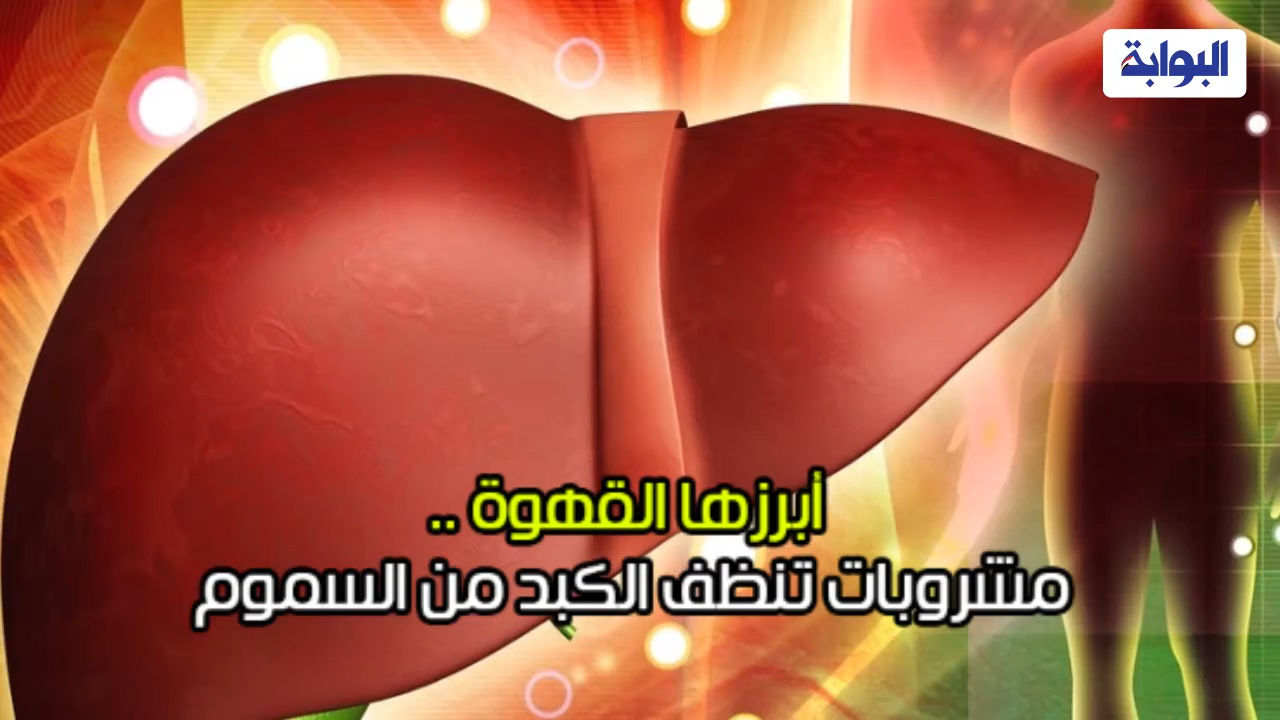 البوابة
أبرزها القهوة ..
مشروبات تنظف الكبد من السموم